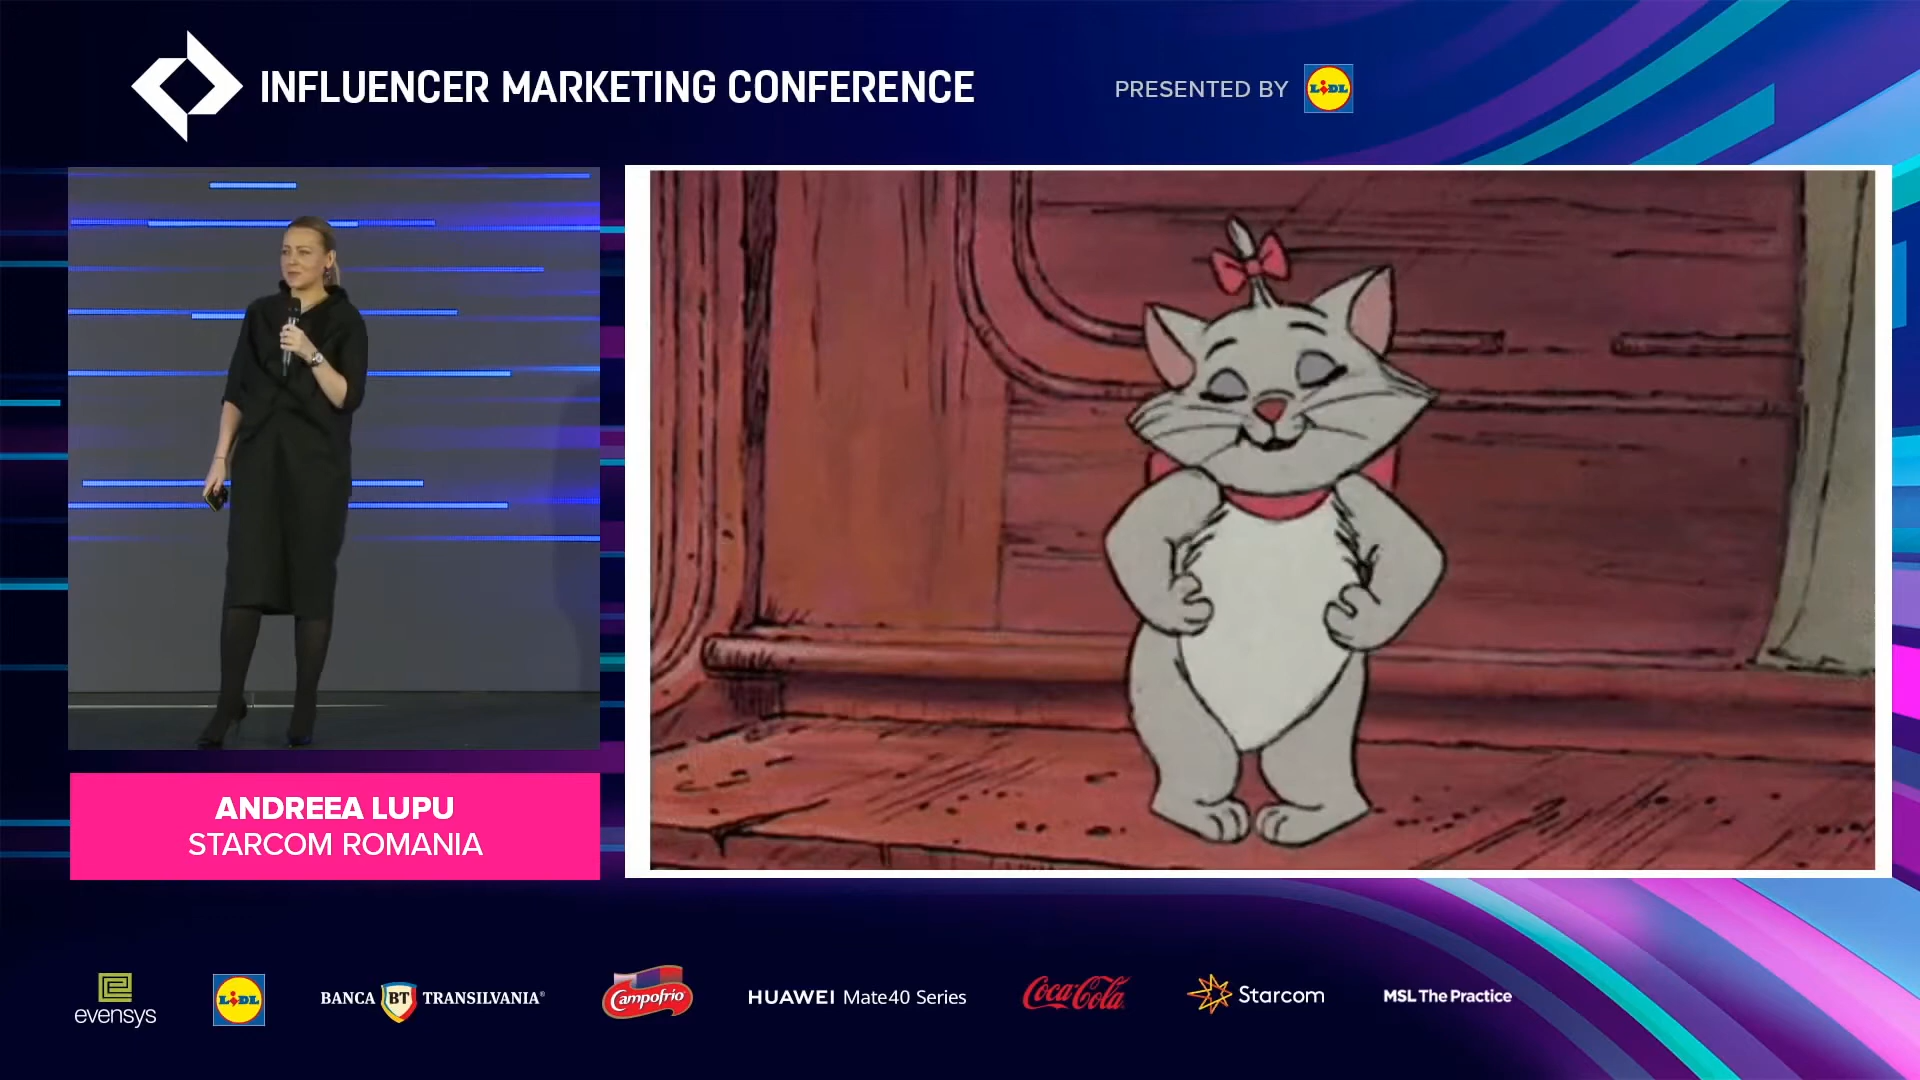 INFLUENCER MARKETING CONFERENCE
PRESENTED BY
LIDL
ANDREEA LUPU
STARCOM ROMANIA
evensys
LIDL
BANCA BT TRANSILVANIA®
Campofrio
HUAWEI Mate40 Series
Coca-Cola
Starcom
MSL The Practice